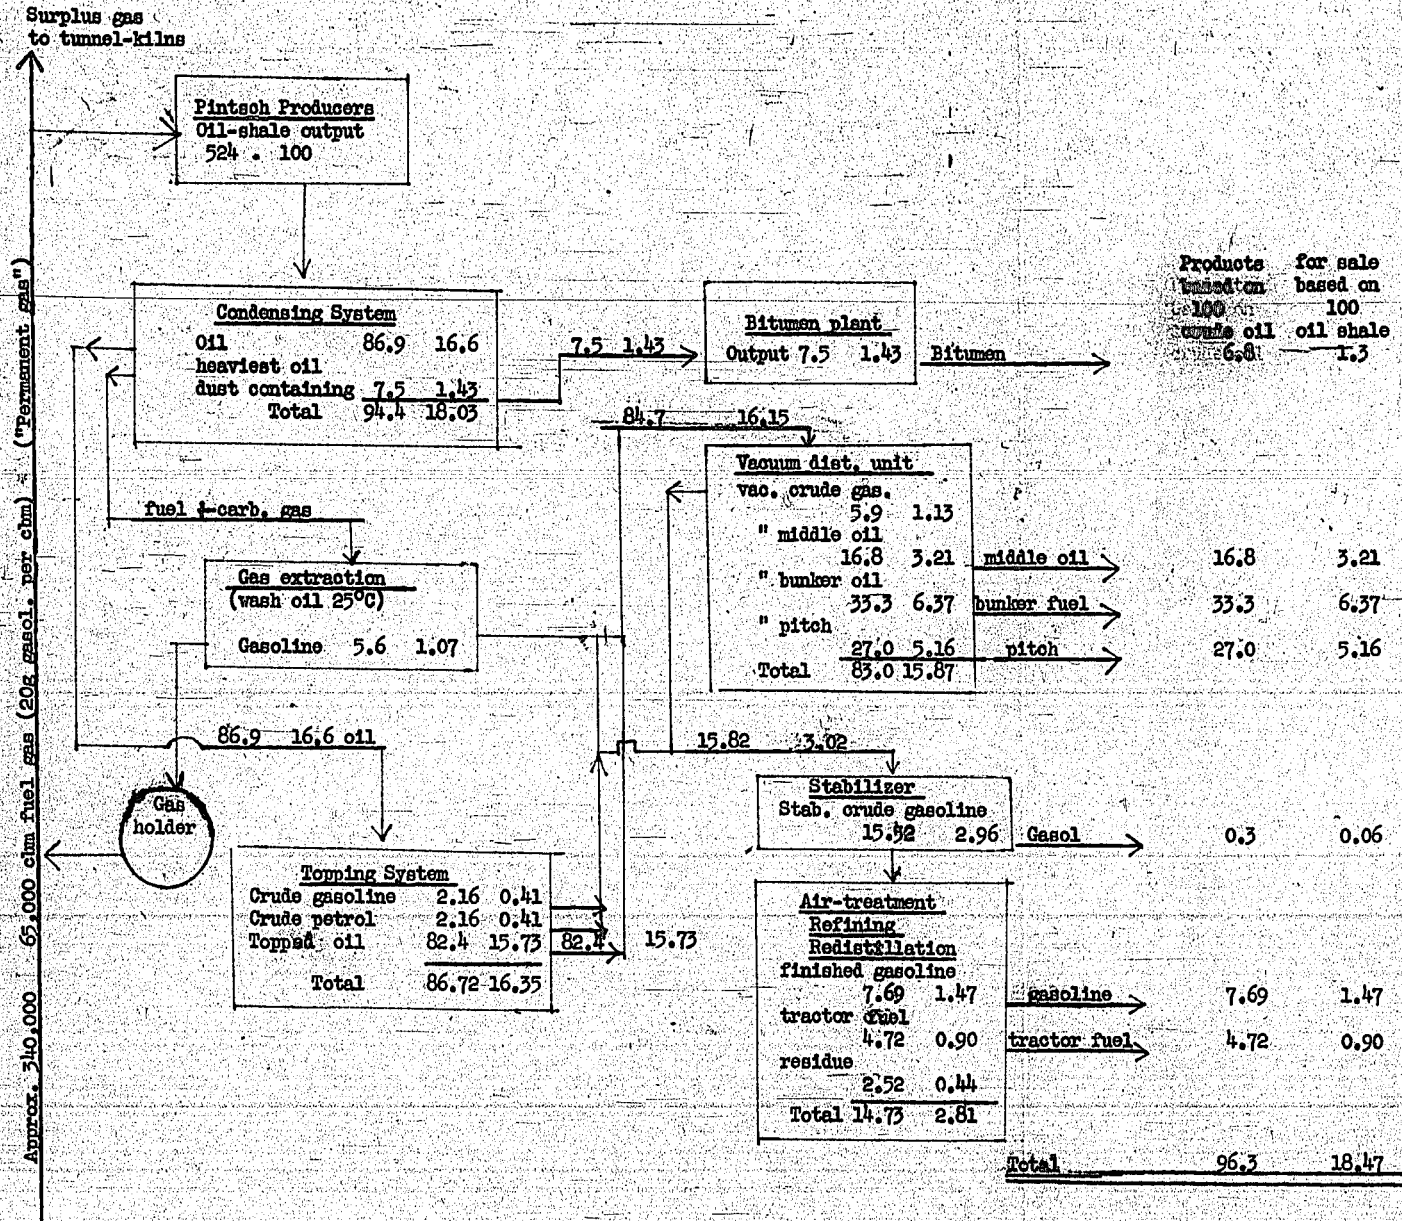 Surplus gas
to tunnel-kilns
Pintsch Producers
Oil-shale output
524 . 100
Approx. 340.000 65,000 cbm fuel gas (20g gasol. per cbm) = ("Permament gas")
Condensing System
Oil 86.9 16.6
heaviest oil
dust containing 7.5 1.43
Total 94.4 18.03
7.5 1.43
Bitumen plant
Output 7.5 1.43
Bitumen
Products for sale
based on based on
100 100
crude oil oil shale
6.8 1.3
84.7 16.15
Vacuum dist. unit
vac. crude gas.
5.9 1.13
" middle oil
16.8 3.21 middle oil 16.8 3.21
" bunker oil
33.3 6.37 bunker fuel 33.3 6.37
" pitch
27.0 5.16 pitch 27.0 5.16
Total 83.0 15.87
fuel + carb. gas
Gas extraction
(wash oil 25°C)
Gasoline 5.6 1.07
86.9 16.6 oil
Gas
holder
15.82 3.02
Stabilizer
Stab. crude gasoline
15.52 2.96 Gasol 0.3 0.06
Topping System
Crude gasoline 2.16 0.41
Crude petrol 2.16 0.41
Topped oil 82.4 15.73 82.4 15.73
Total 86.72 16.35
Air-treatment
Refining
Redistillation
finished gasoline
7.69 1.47 gasoline 7.69 1.47
tractor fuel
4.72 0.90 tractor fuel 4.72 0.90
residue
2.52 0.44
Total 14.73 2.81
Total 96.3 18.47